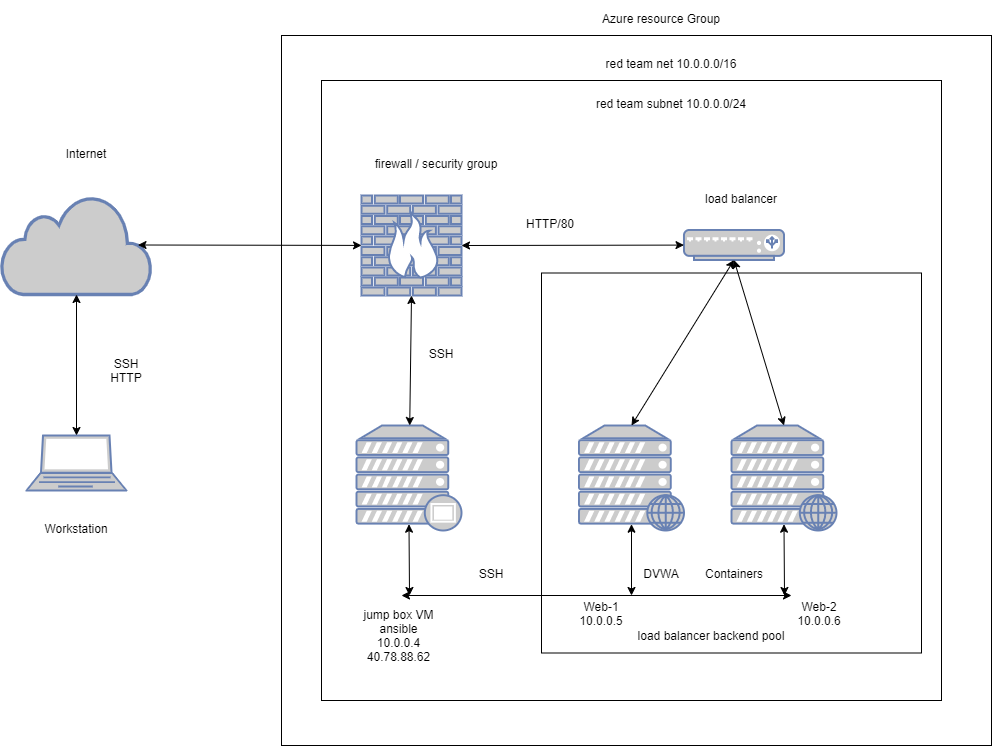 Azure resource Group
red team net 10.0.0.0/16
red team subnet 10.0.0.0/24
Internet
firewall / security group
load balancer
HTTP/80
SSH
SSH
HTTP
Workstation
SSH
DVWA
Containers
jump box VM
ansible
10.0.0.4
40.78.88.62
Web-1
10.0.0.5
Web-2
10.0.0.6
load balancer backend pool